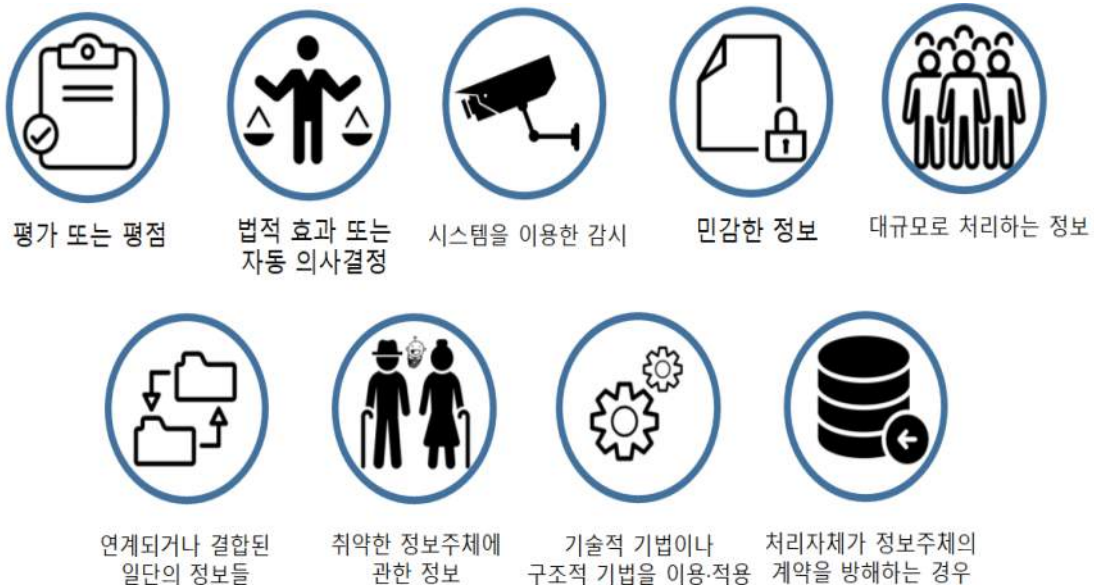 평가 또는 평점
법적 효과 또는
자동 의사결정
시스템을 이용한 감시
민감한 정보
대규모로 처리하는 정보
연계되거나 결합된
일단의 정보들
취약한 정보주체에
관한 정보
기술적 기법이나
구조적 기법을 이용·적용
처리자체가 정보주체의
계약을 방해하는 경우